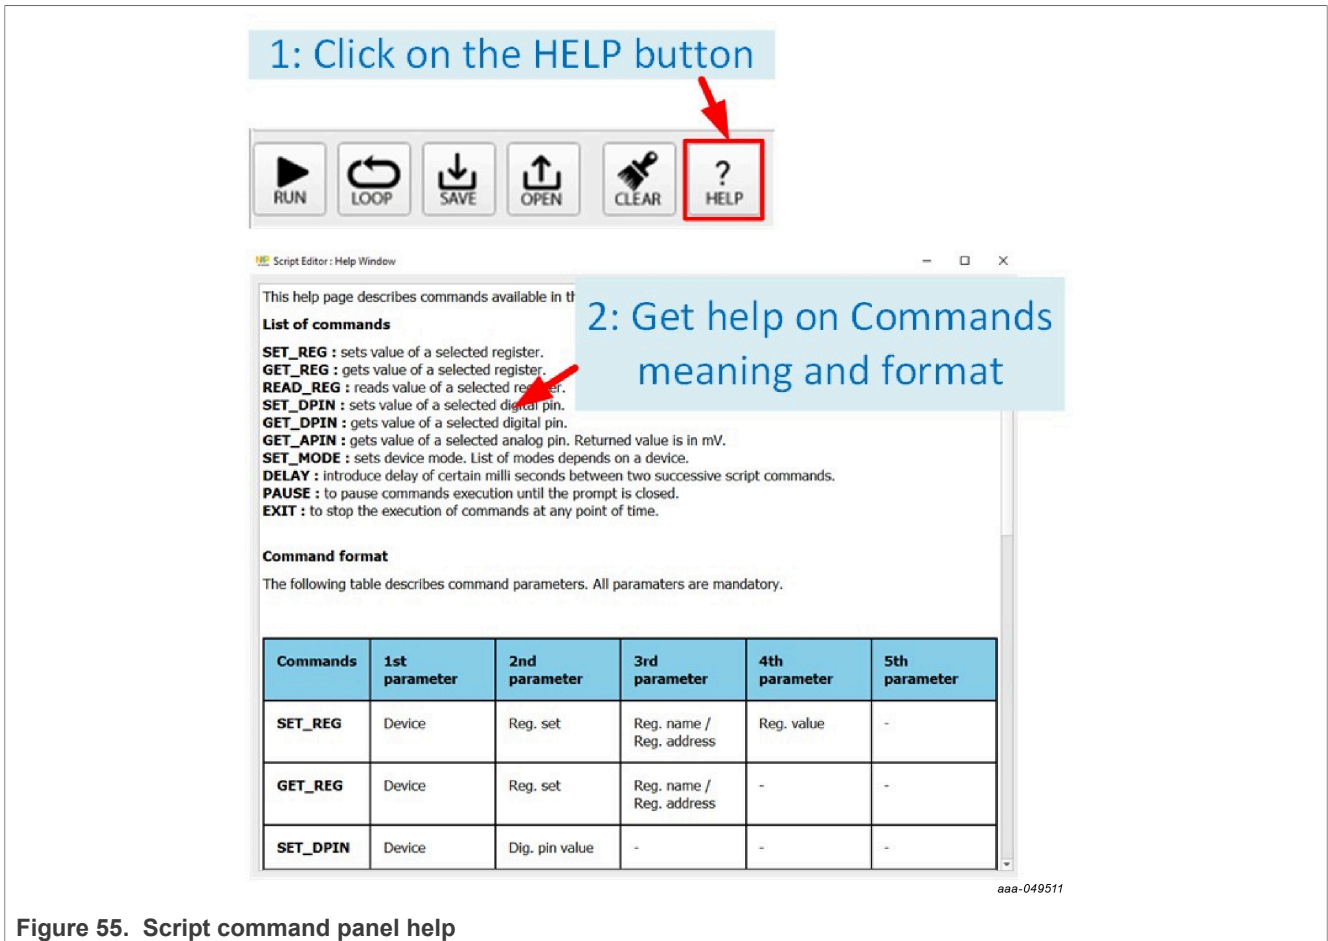 1: Click on the HELP button
RUN LOOP SAVE OPEN CLEAR ? HELP
Script Editor : Help Window
This help page describes commands available in th
2: Get help on Commands
meaning and format
List of commands
SET_REG : sets value of a selected register.
GET_REG : gets value of a selected register.
READ_REG : reads value of a selected register.
SET_DPIN : sets value of a selected digital pin.
GET_DPIN : gets value of a selected digital pin.
GET_APIN : gets value of a selected analog pin. Returned value is in mV.
SET_MODE : sets device mode. List of modes depends on a device.
DELAY : introduce delay of certain milli seconds between two successive script commands.
PAUSE : to pause commands execution until the prompt is closed.
EXIT : to stop the execution of commands at any point of time.
Command format
The following table describes command parameters. All paramaters are mandatory.
Commands 1st parameter 2nd parameter 3rd parameter 4th parameter 5th parameter
SET_REG Device Reg. set Reg. name / Reg. address Reg. value -
GET_REG Device Reg. set Reg. name / Reg. address - -
SET_DPIN Device Dig. pin value - - -
aaa-049511
Figure 55. Script command panel help